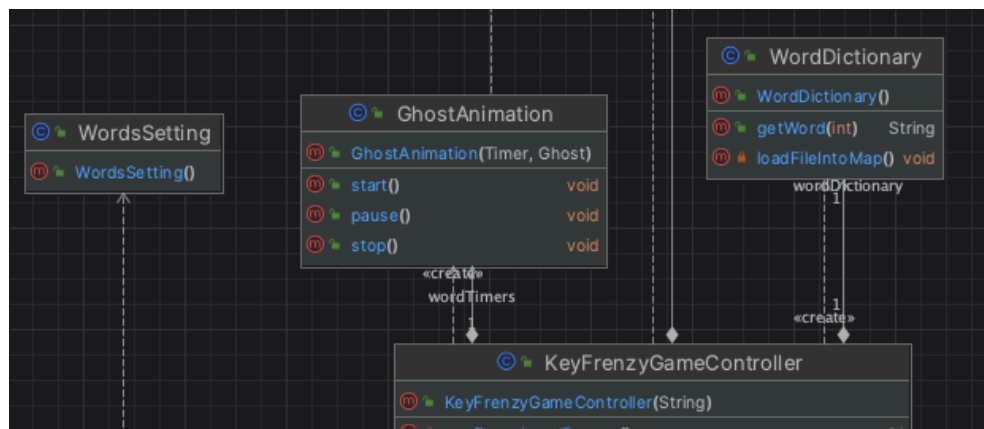 WordDictionary
WordDictionary()
getWord(int) String
loadFileIntoMap() void
wordDictionary
1
GhostAnimation
GhostAnimation(Timer, Ghost)
start() void
pause() void
stop() void
«create»
wordTimers
1
WordsSetting
WordsSetting()
1
«create»
KeyFrenzyGameController
KeyFrenzyGameController(String)